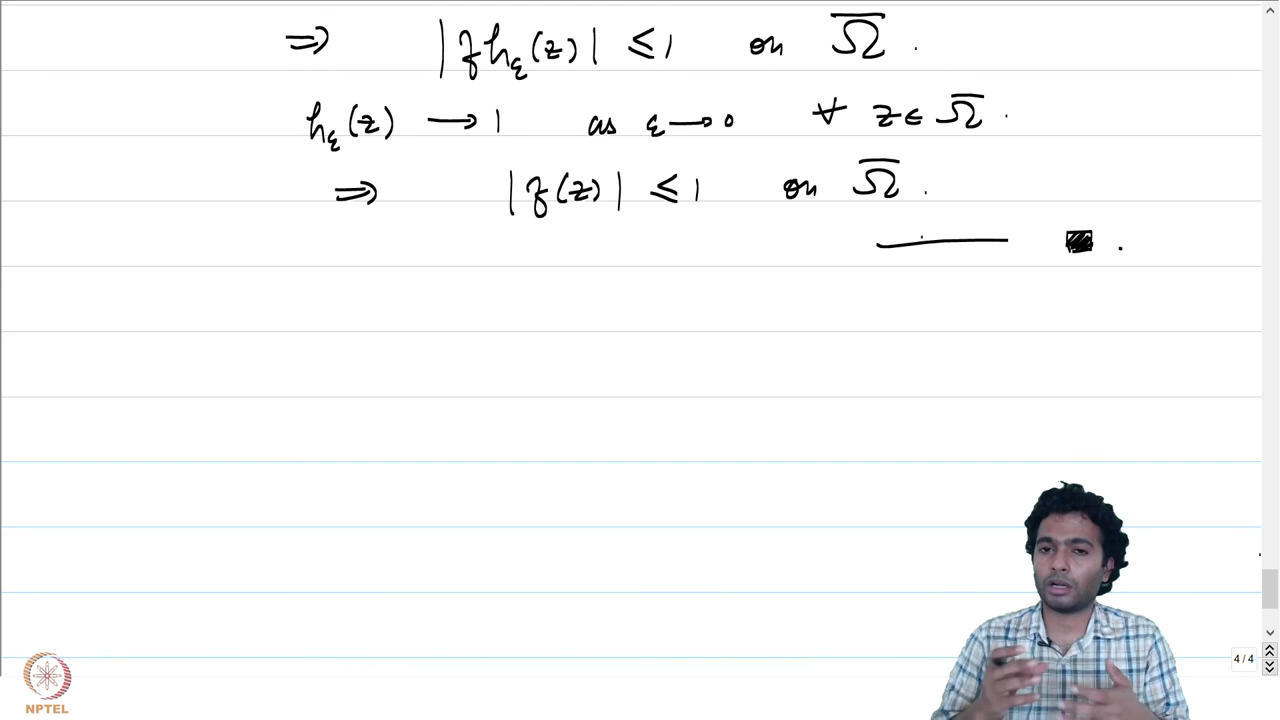 ⇒ |f h_ε(z)| ≤ 1 on Ω̅ .
h_ε(z) → 1 as ε → 0 ∀ z ∈ Ω̅ .
⇒ |f(z)| ≤ 1 on Ω̅ .
4 / 4
NPTEL